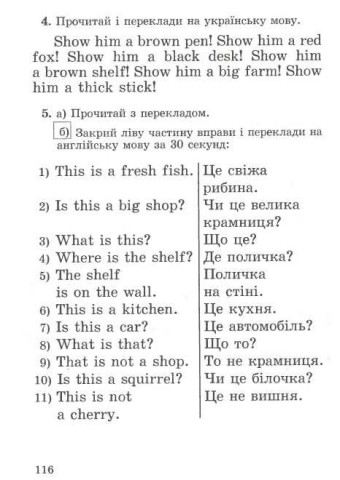 4. Прочитай і переклади на українську мову.
Show him a brown pen! Show him a red
fox! Show him a black desk! Show him
a brown shelf! Show him a big farm! Show
him a thick stick!
5. а) Прочитай з перекладом.
б) Закрий ліву частину вправи і переклади на
англійську мову за 30 секунд:
1) This is a fresh fish. Це свіжа
рибина.
2) Is this a big shop? Чи це велика
крамниця?
3) What is this? Що це?
4) Where is the shelf? Де поличка?
5) The shelf Поличка
is on the wall. на стіні.
6) This is a kitchen. Це кухня.
7) Is this a car? Це автомобіль?
8) What is that? Що то?
9) That is not a shop. То не крамниця.
10) Is this a squirrel? Чи це білочка?
11) This is not Це не вишня.
a cherry.
116